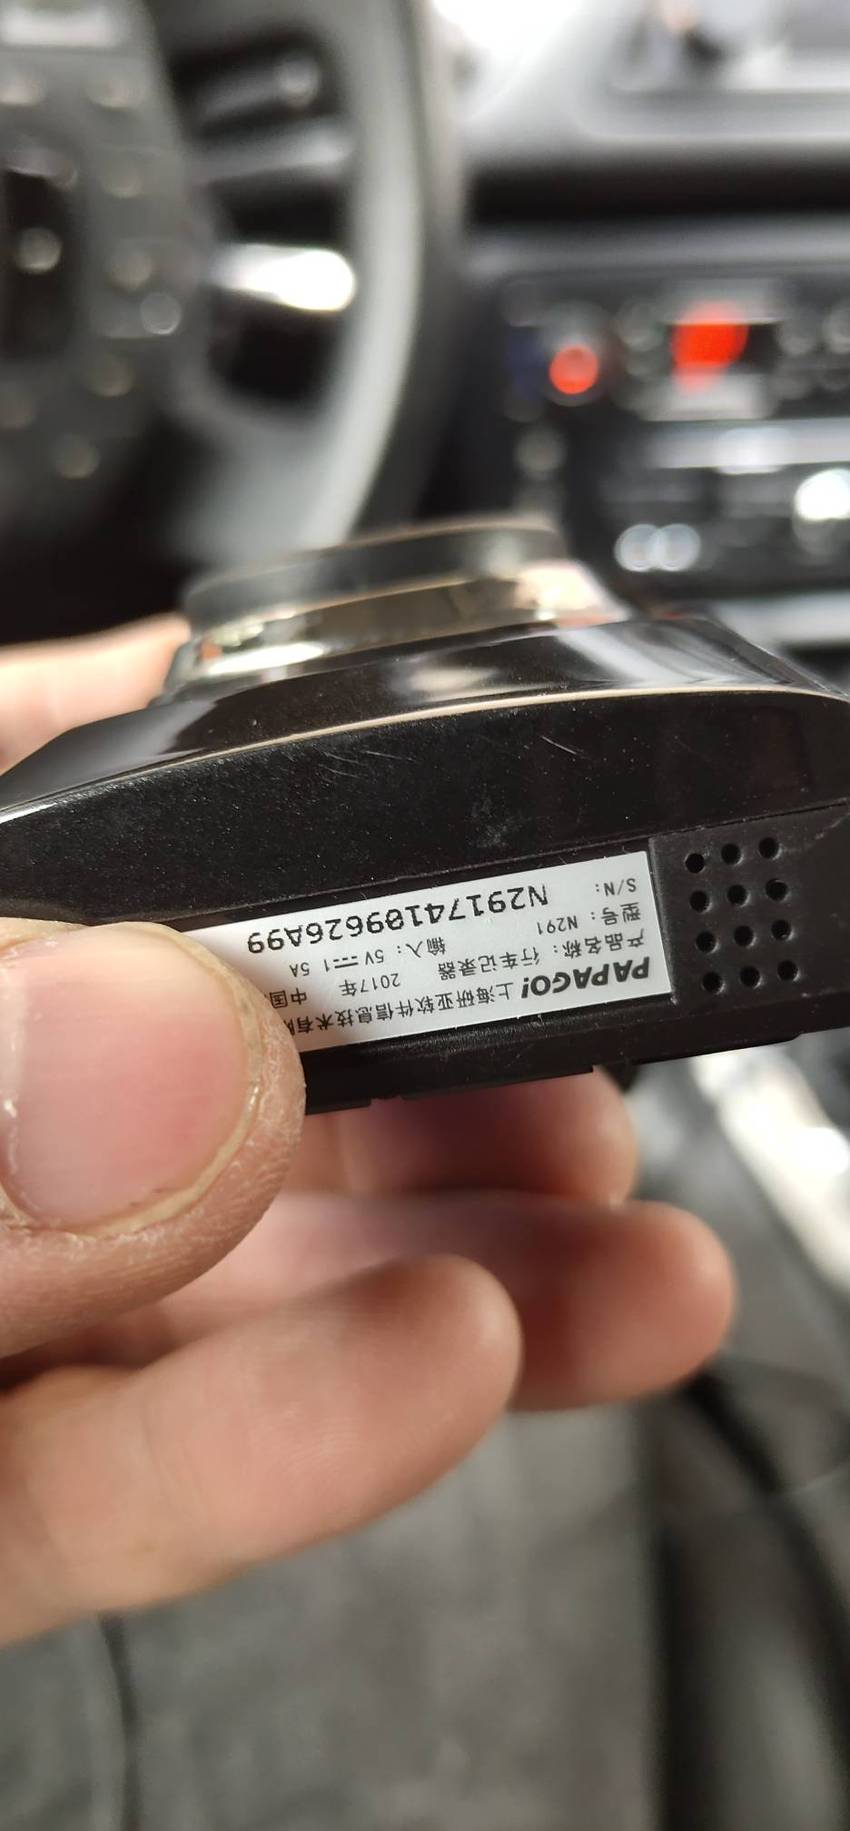 PAPAGO! 上海研亚软件信息技术有
产品名称：行车记录器 2017年 中国
型号：N291 输入：5V⎓1.5A
S/N: N291741109626A99